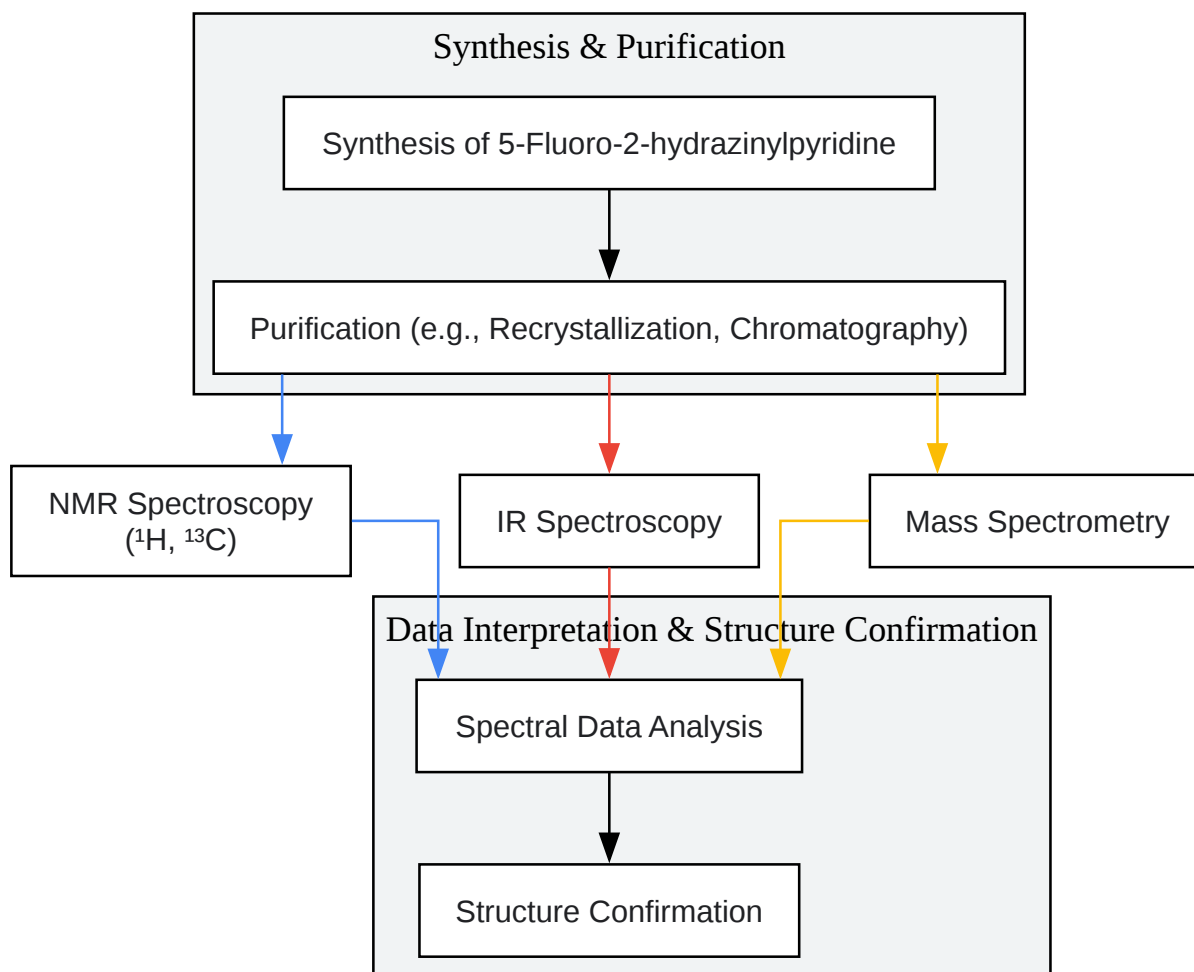 Synthesis & Purification
Synthesis of 5-Fluoro-2-hydrazinylpyridine
Purification (e.g., Recrystallization, Chromatography)
NMR Spectroscopy
(¹H, ¹³C)
IR Spectroscopy
Mass Spectrometry
Data Interpretation & Structure Confirmation
Spectral Data Analysis
Structure Confirmation